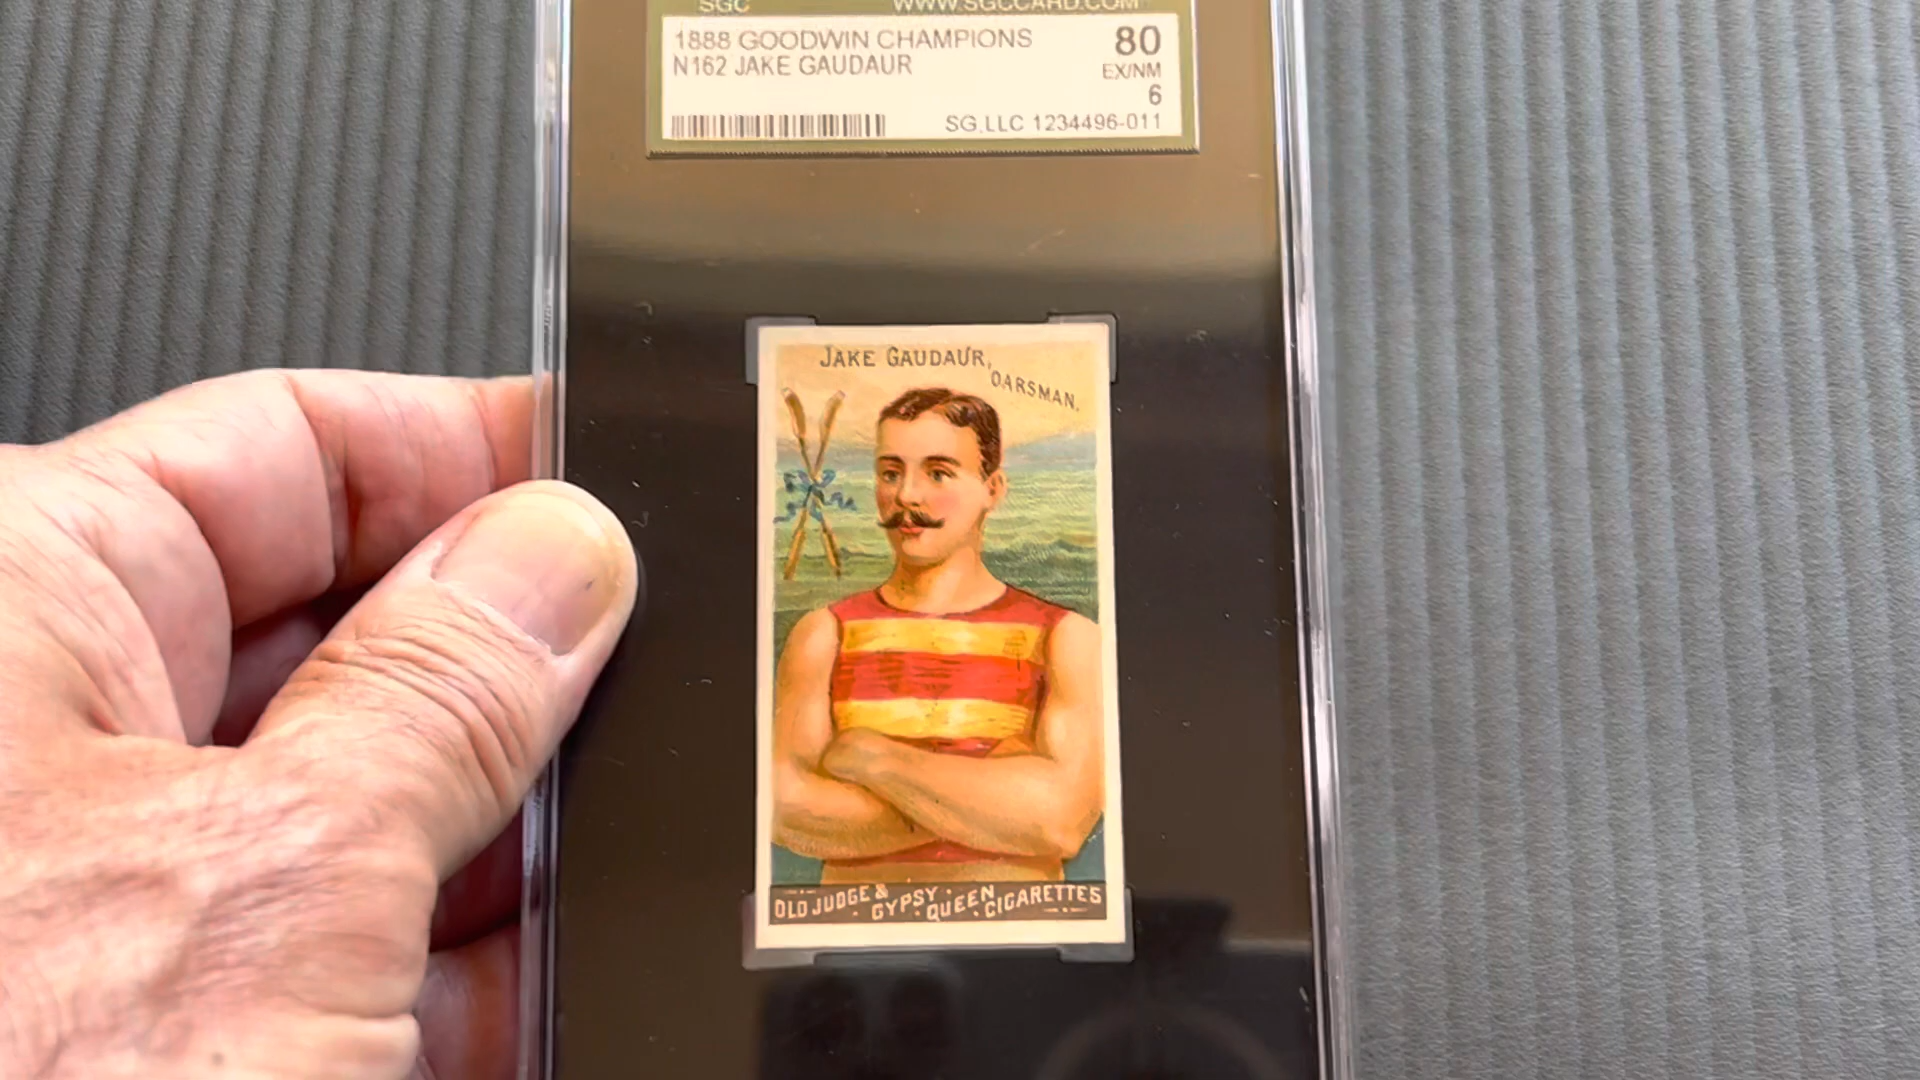 SGC WWW.SGCCARD.COM
1888 GOODWIN CHAMPIONS 80
N162 JAKE GAUDAUR EX/NM
6
SG,LLC 1234496-011
JAKE GAUDAUR,
OARSMAN.
OLD JUDGE & GYPSY · QUEEN · CIGARETTES